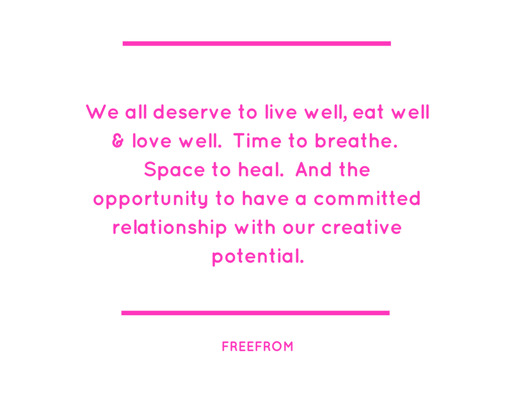 We all deserve to live well, eat well
& love well.  Time to breathe.
Space to heal.  And the
opportunity to have a committed
relationship with our creative
potential.
FREEFROM